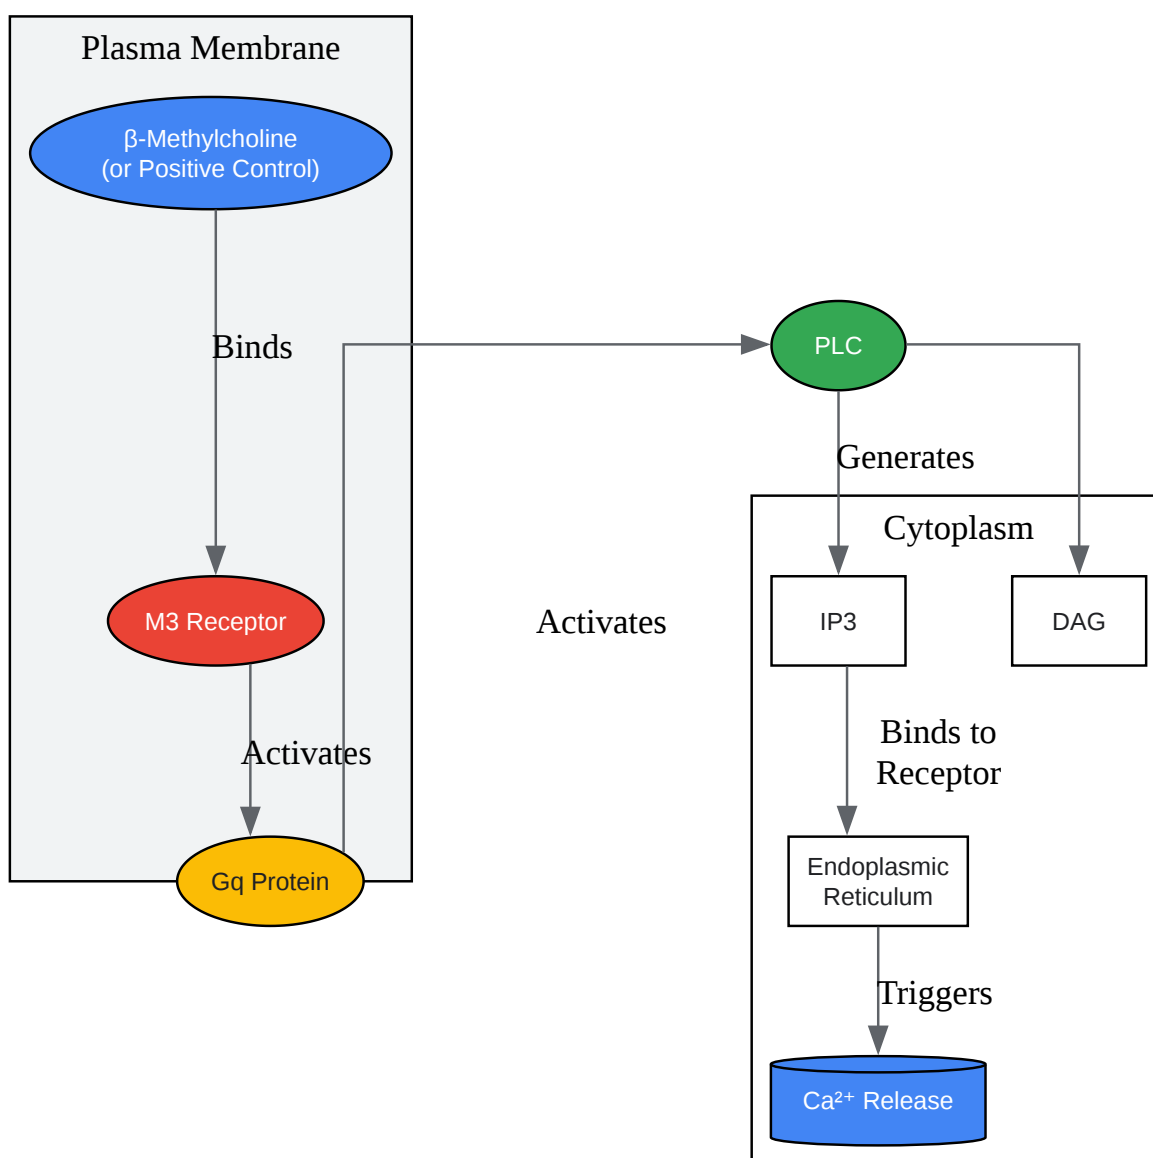 Plasma Membrane
β-Methylcholine
(or Positive Control)
Binds
PLC
Generates
Cytoplasm
M3 Receptor
Activates
IP3
DAG
Activates
Binds to
Receptor
Gq Protein
Endoplasmic
Reticulum
Triggers
Ca²⁺ Release